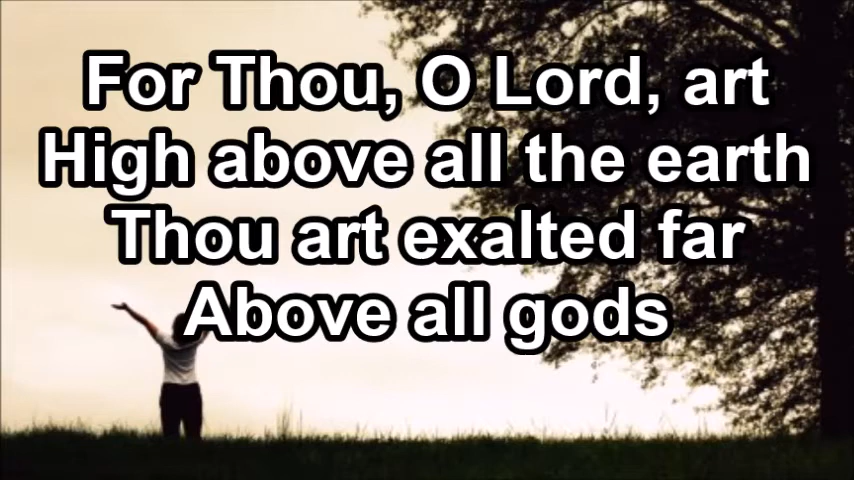 For Thou, O Lord, art
High above all the earth
Thou art exalted far
Above all gods